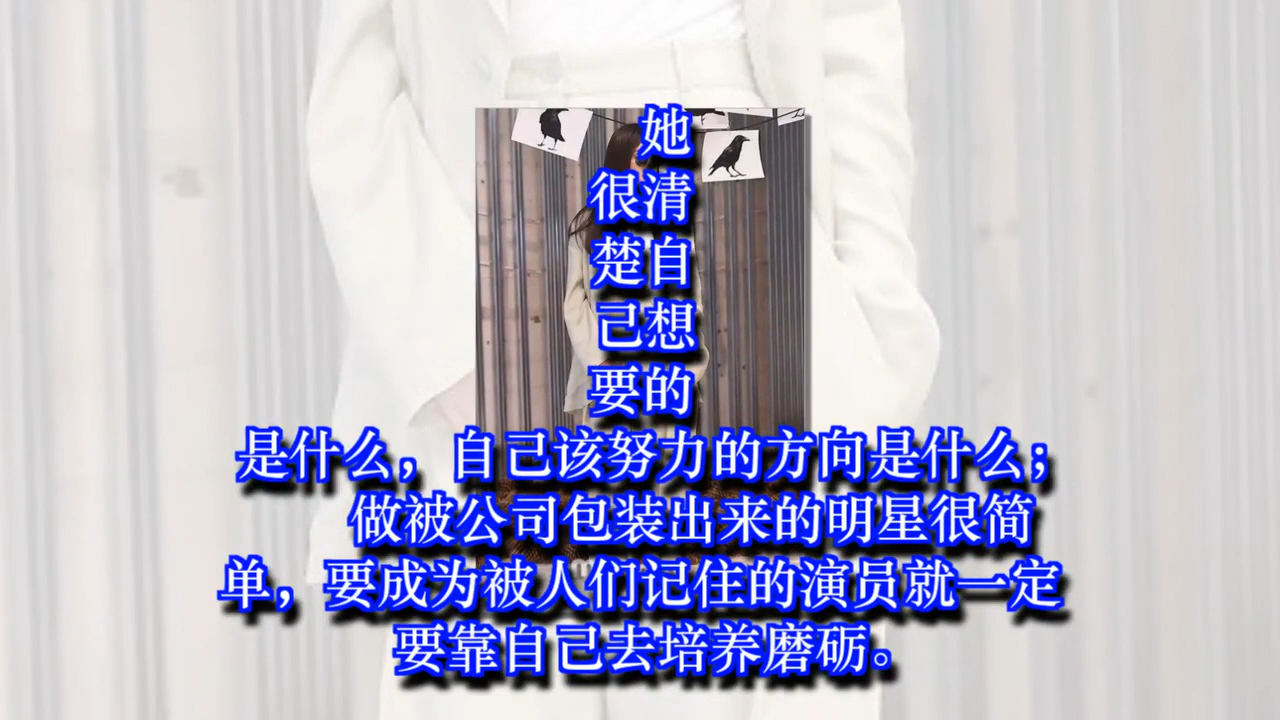 她
很清
楚自
己想
要的
是什么，自己该努力的方向是什么；
做被公司包装出来的明星很简
单，要成为被人们记住的演员就一定
要靠自己去培养磨砺。